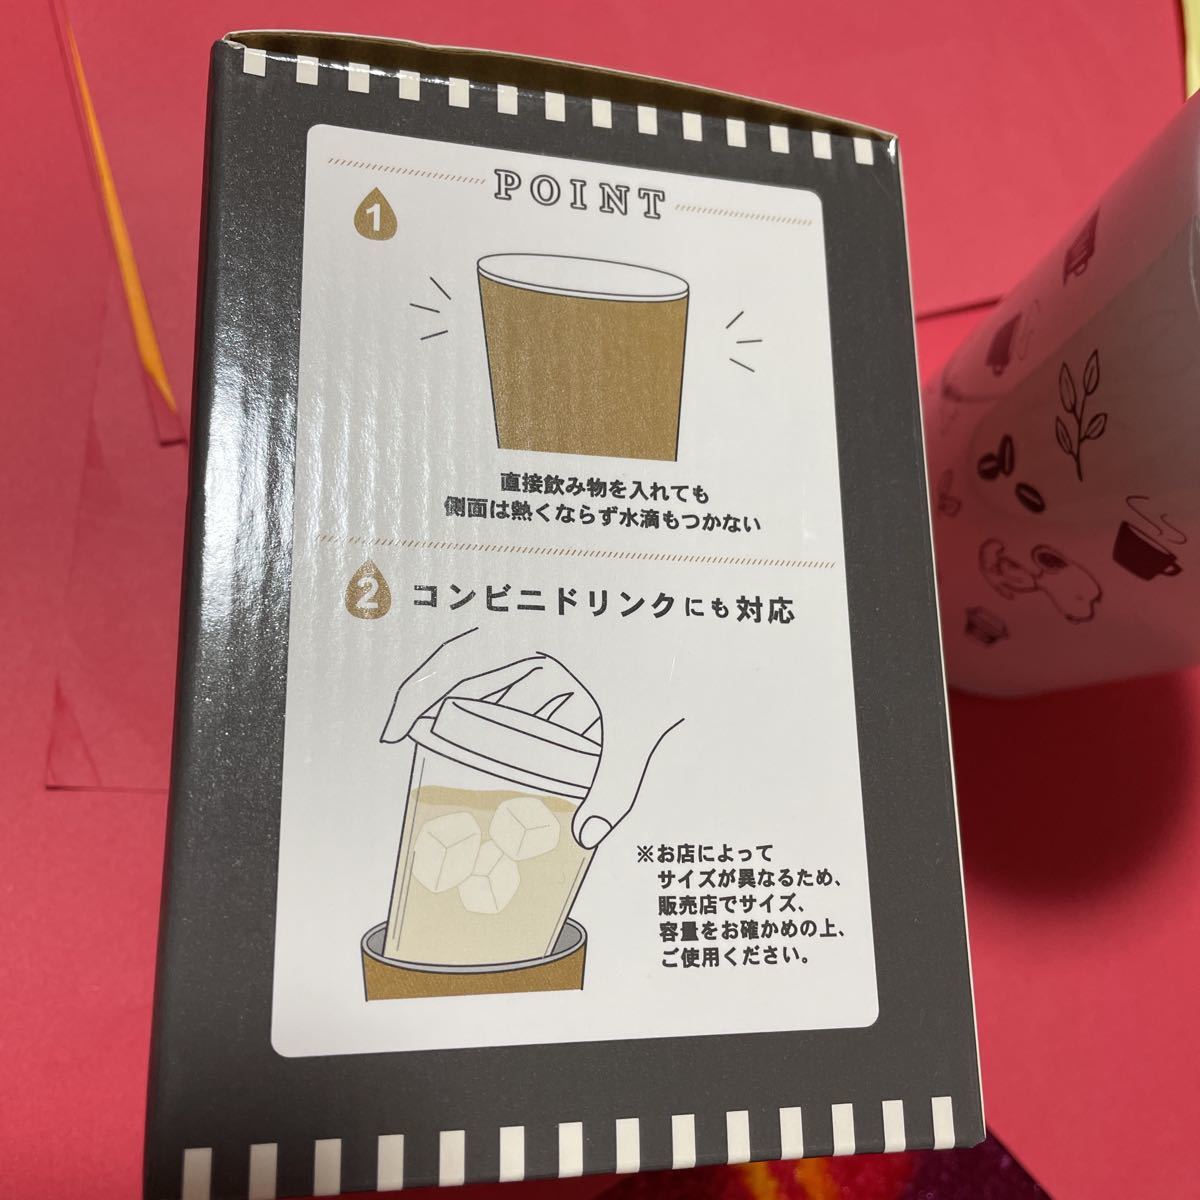 POINT
1
直接飲み物を入れても
側面は熱くならず水滴もつかない
2
コンビニドリンクにも対応
※お店によって
サイズが異なるため、
販売店でサイズ、
容量をお確かめの上、
ご使用ください。